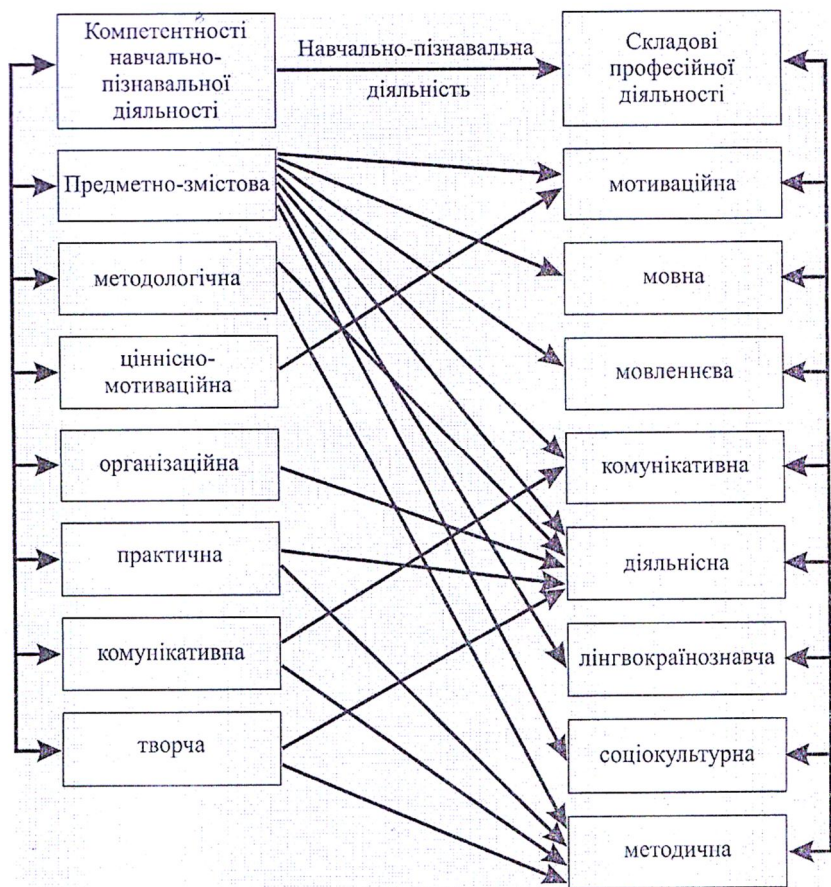 Компетентності
навчально-
пізнавальної
діяльності
Навчально-пізнавальна
діяльність
Складові
професійної
діяльності
Предметно-змістова
методологічна
ціннісно-
мотиваційна
організаційна
практична
комунікативна
творча
мотиваційна
мовна
мовленнєва
комунікативна
діяльнісна
лінгвокраїнознавча
соціокультурна
методична